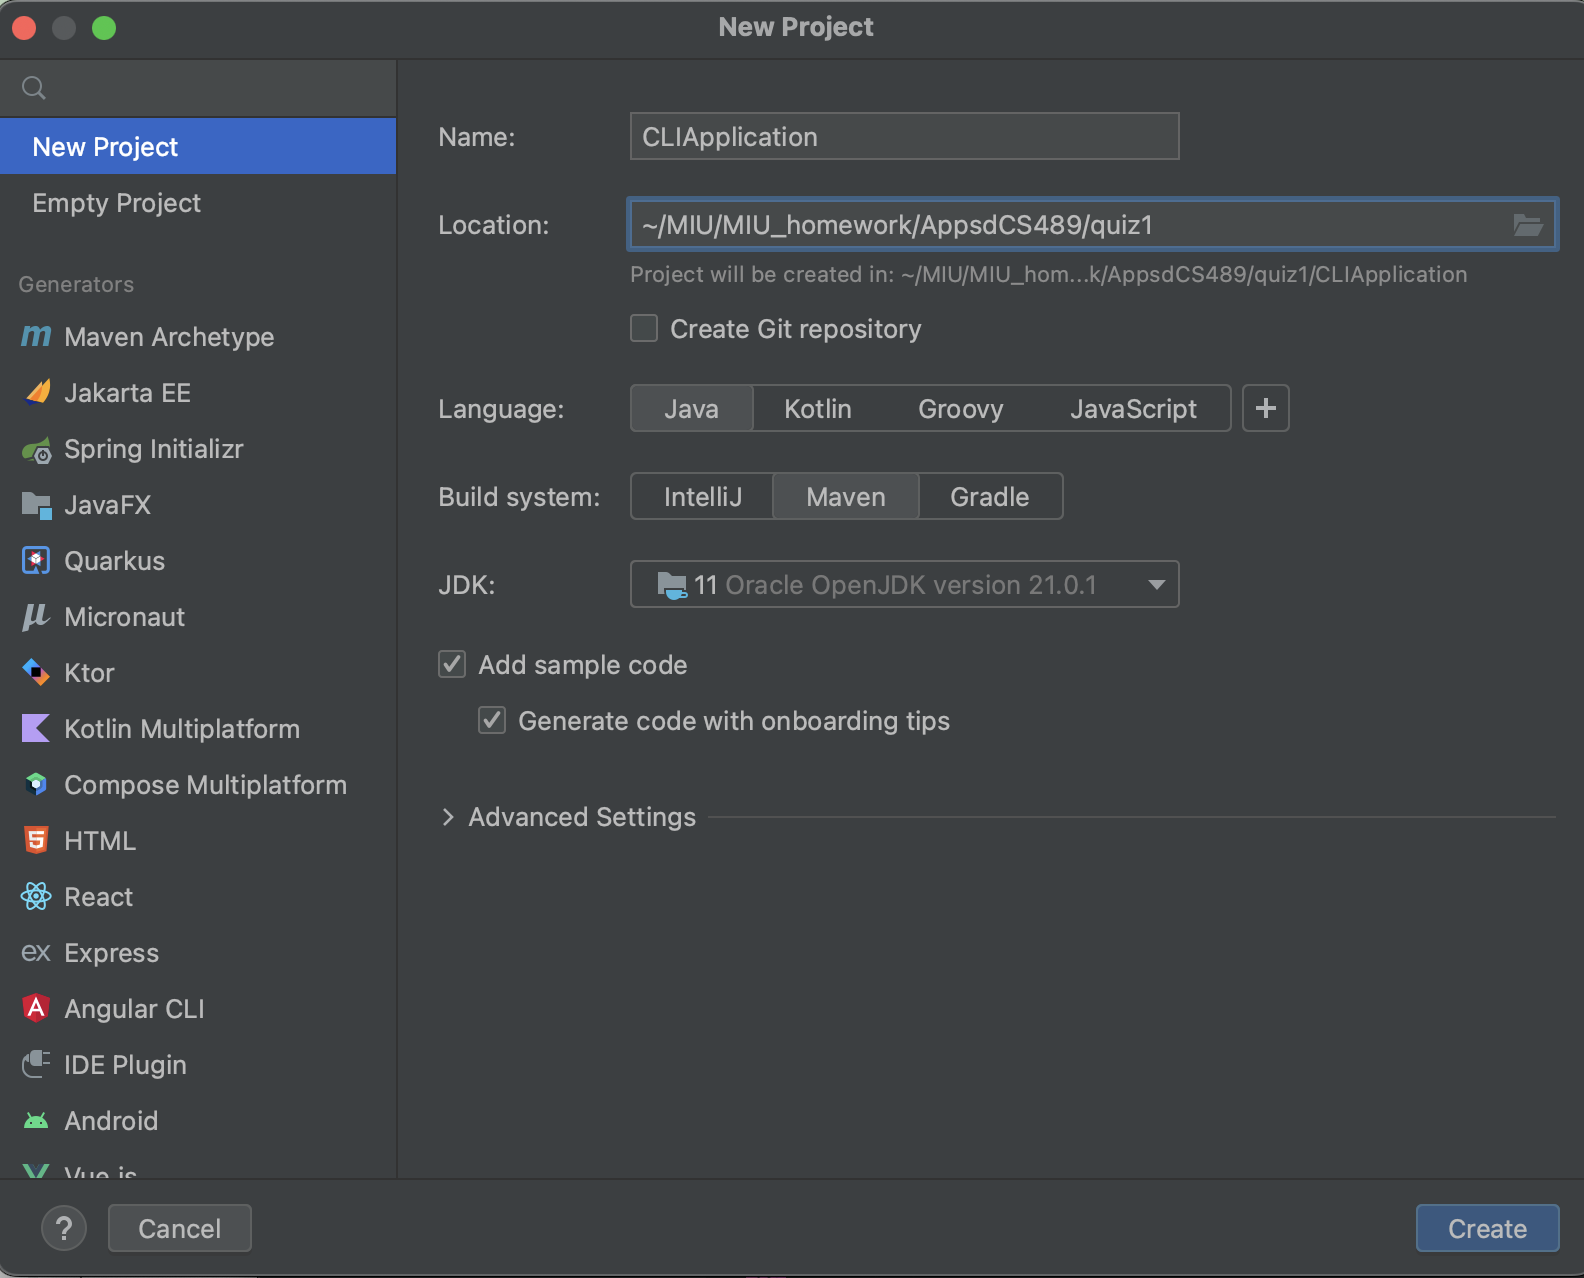 New Project
New Project
Empty Project
Generators
Maven Archetype
Jakarta EE
Spring Initializr
JavaFX
Quarkus
Micronaut
Ktor
Kotlin Multiplatform
Compose Multiplatform
HTML
React
ex Express
Angular CLI
IDE Plugin
Android
Vue.js
Name: CLIApplication
Location: ~/MIU/MIU_homework/AppsdCS489/quiz1
Project will be created in: ~/MIU/MIU_hom...k/AppsdCS489/quiz1/CLIApplication
Create Git repository
Language: Java Kotlin Groovy JavaScript +
Build system: IntelliJ Maven Gradle
JDK: 11 Oracle OpenJDK version 21.0.1
Add sample code
Generate code with onboarding tips
Advanced Settings
? Cancel Create